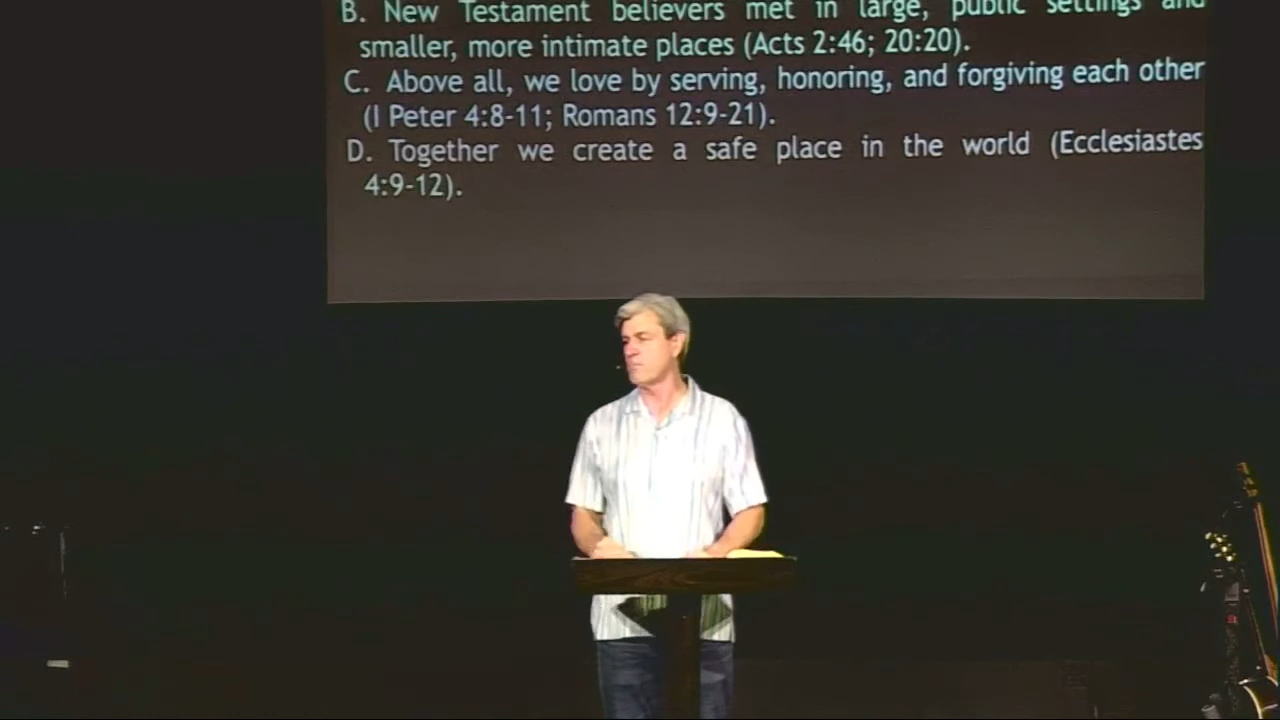 B. New Testament believers met in large, public settings and
smaller, more intimate places (Acts 2:46; 20:20).
C. Above all, we love by serving, honoring, and forgiving each other
(I Peter 4:8-11; Romans 12:9-21).
D. Together we create a safe place in the world (Ecclesiastes
4:9-12).